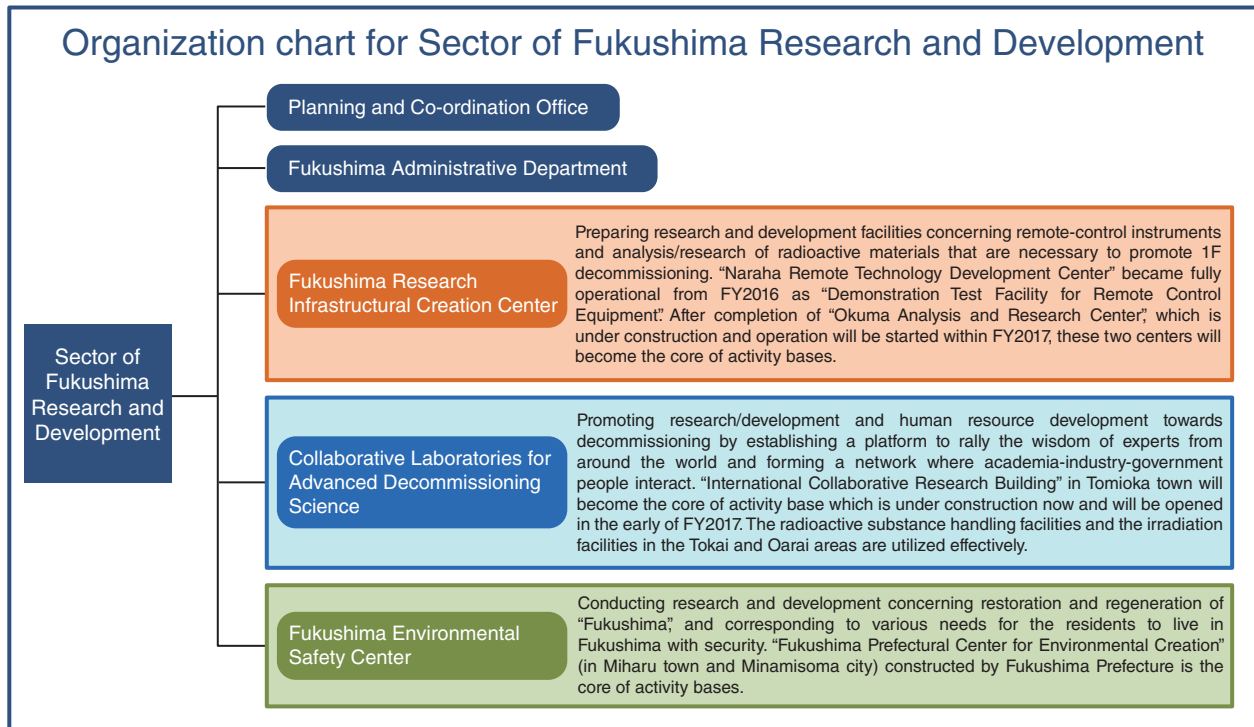 Organization chart for Sector of Fukushima Research and Development
Planning and Co-ordination Office
Fukushima Administrative Department
Sector of
Fukushima
Research and
Development
Fukushima Research
Infrastructural Creation Center
Preparing research and development facilities concerning remote-control instruments
and analysis/research of radioactive materials that are necessary to promote 1F
decommissioning. “Naraha Remote Technology Development Center” became fully
operational from FY2016 as “Demonstration Test Facility for Remote Control
Equipment”. After completion of “Okuma Analysis and Research Center”, which is
under construction and operation will be started within FY2017, these two centers will
become the core of activity bases.
Collaborative Laboratories for
Advanced Decommissioning
Science
Promoting research/development and human resource development towards
decommissioning by establishing a platform to rally the wisdom of experts from
around the world and forming a network where academia-industry-government
people interact. “International Collaborative Research Building” in Tomioka town will
become the core of activity base which is under construction now and will be opened
in the early of FY2017. The radioactive substance handling facilities and the irradiation
facilities in the Tokai and Oarai areas are utilized effectively.
Fukushima Environmental
Safety Center
Conducting research and development concerning restoration and regeneration of
“Fukushima”, and corresponding to various needs for the residents to live in
Fukushima with security. “Fukushima Prefectural Center for Environmental Creation”
(in Miharu town and Minamisoma city) constructed by Fukushima Prefecture is the
core of activity bases.